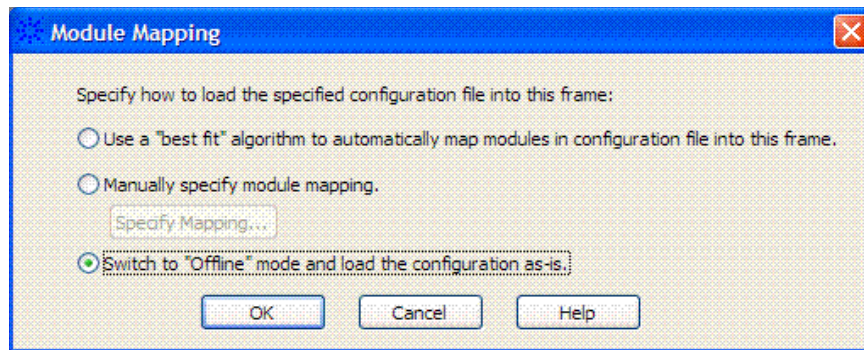 Module Mapping
Specify how to load the specified configuration file into this frame:
Use a "best fit" algorithm to automatically map modules in configuration file into this frame.
Manually specify module mapping.
Specify Mapping...
Switch to "Offline" mode and load the configuration as-is.
OK Cancel Help